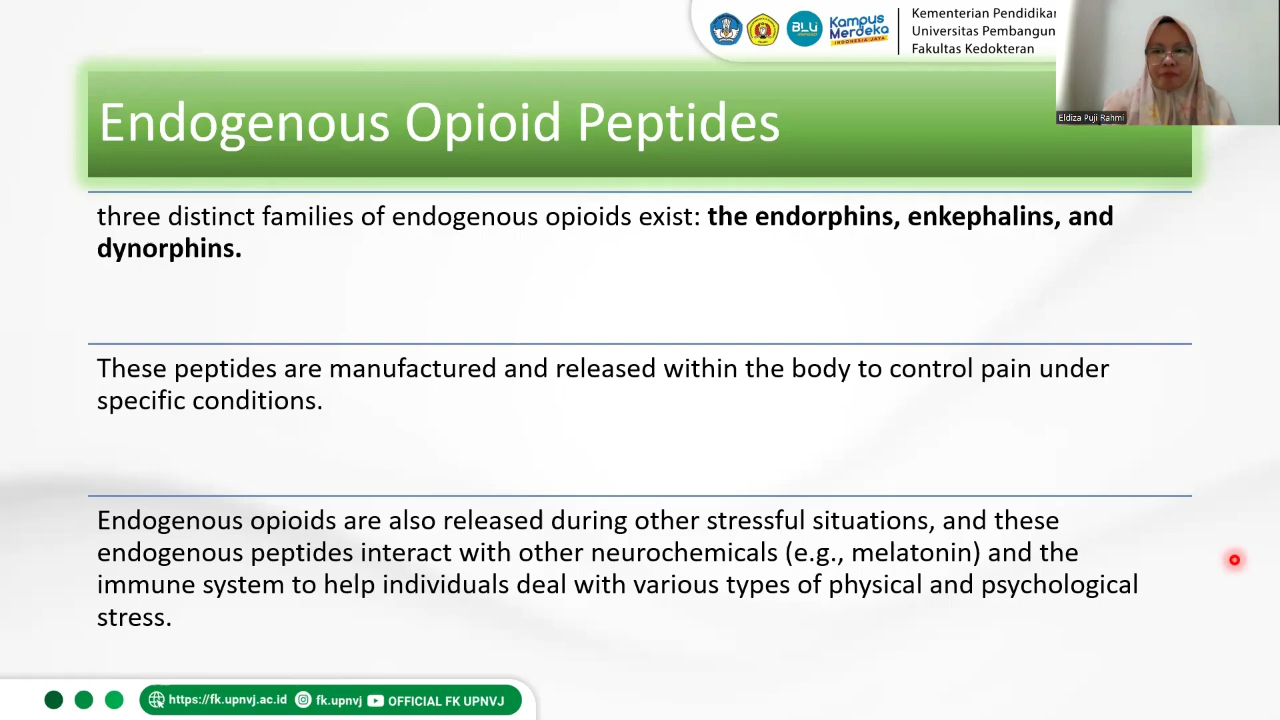 BLU
Kampus
Merdeka
INDONESIA JAYA
Kementerian Pendidikan
Universitas Pembangun
Fakultas Kedokteran
Eldiza Puji Rahmi
Endogenous Opioid Peptides
three distinct families of endogenous opioids exist: the endorphins, enkephalins, and
dynorphins.
These peptides are manufactured and released within the body to control pain under
specific conditions.
Endogenous opioids are also released during other stressful situations, and these
endogenous peptides interact with other neurochemicals (e.g., melatonin) and the
immune system to help individuals deal with various types of physical and psychological
stress.
https://fk.upnvj.ac.id fk.upnvj OFFICIAL FK UPNVJ